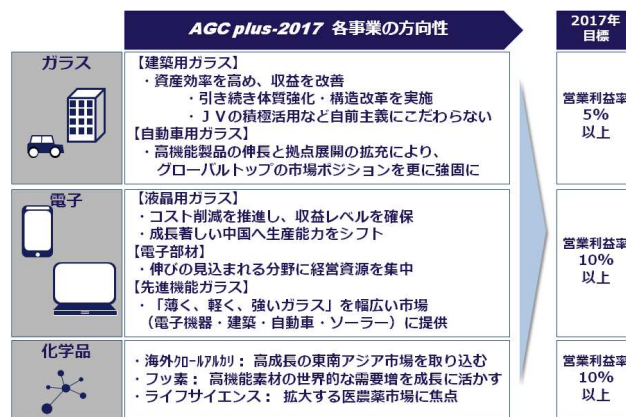 AGC plus-2017 各事業の方向性
2017年
目標
ガラス
【建築用ガラス】
・資産効率を高め、収益を改善
・引き続き体質強化・構造改革を実施
・JVの積極活用など自前主義にこだわらない
【自動車用ガラス】
・高機能製品の伸長と拠点展開の拡充により、
グローバルトップの市場ポジションを更に強固に
営業利益率
5%
以上
電子
【液晶用ガラス】
・コスト削減を推進し、収益レベルを確保
・成長著しい中国へ生産能力をシフト
【電子部材】
・伸びの見込まれる分野に経営資源を集中
【先進機能ガラス】
・「薄く、軽く、強いガラス」を幅広い市場
（電子機器・建築・自動車・ソーラー）に提供
営業利益率
10%
以上
化学品
・海外クロールアルカリ： 高成長の東南アジア市場を取り込む
・フッ素： 高機能素材の世界的な需要増を成長に活かす
・ライフサイエンス： 拡大する医農薬市場に焦点
営業利益率
10%
以上